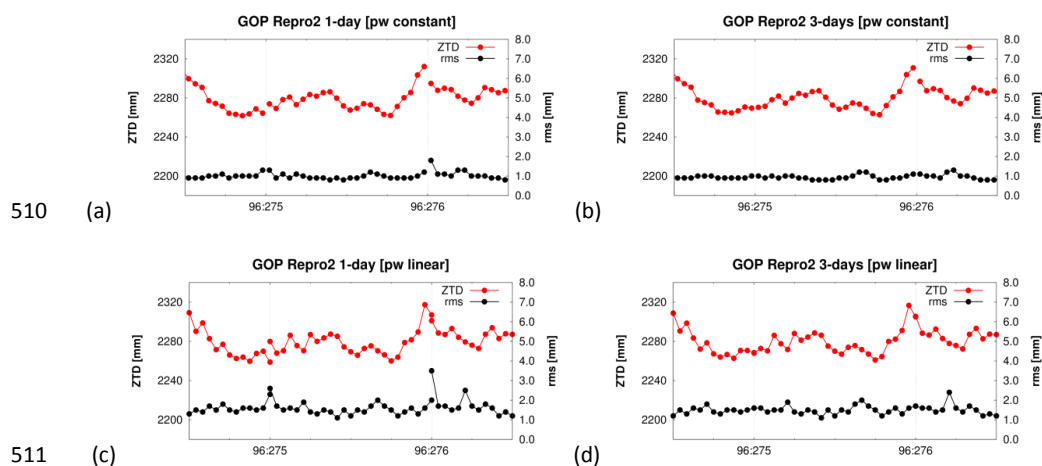 GOP Repro2 1-day [pw constant]
ZTD [mm]
2320
2280
2240
2200
ZTD
rms
8.0
7.0
6.0
5.0
4.0
3.0
2.0
1.0
0.0
rms [mm]
96:275
96:276
GOP Repro2 3-days [pw constant]
ZTD [mm]
2320
2280
2240
2200
ZTD
rms
8.0
7.0
6.0
5.0
4.0
3.0
2.0
1.0
0.0
rms [mm]
96:275
96:276
510 (a) (b)
GOP Repro2 1-day [pw linear]
ZTD [mm]
2320
2280
2240
2200
ZTD
rms
8.0
7.0
6.0
5.0
4.0
3.0
2.0
1.0
0.0
rms [mm]
96:275
96:276
GOP Repro2 3-days [pw linear]
ZTD [mm]
2320
2280
2240
2200
ZTD
rms
8.0
7.0
6.0
5.0
4.0
3.0
2.0
1.0
0.0
rms [mm]
96:275
96:276
511 (c) (d)